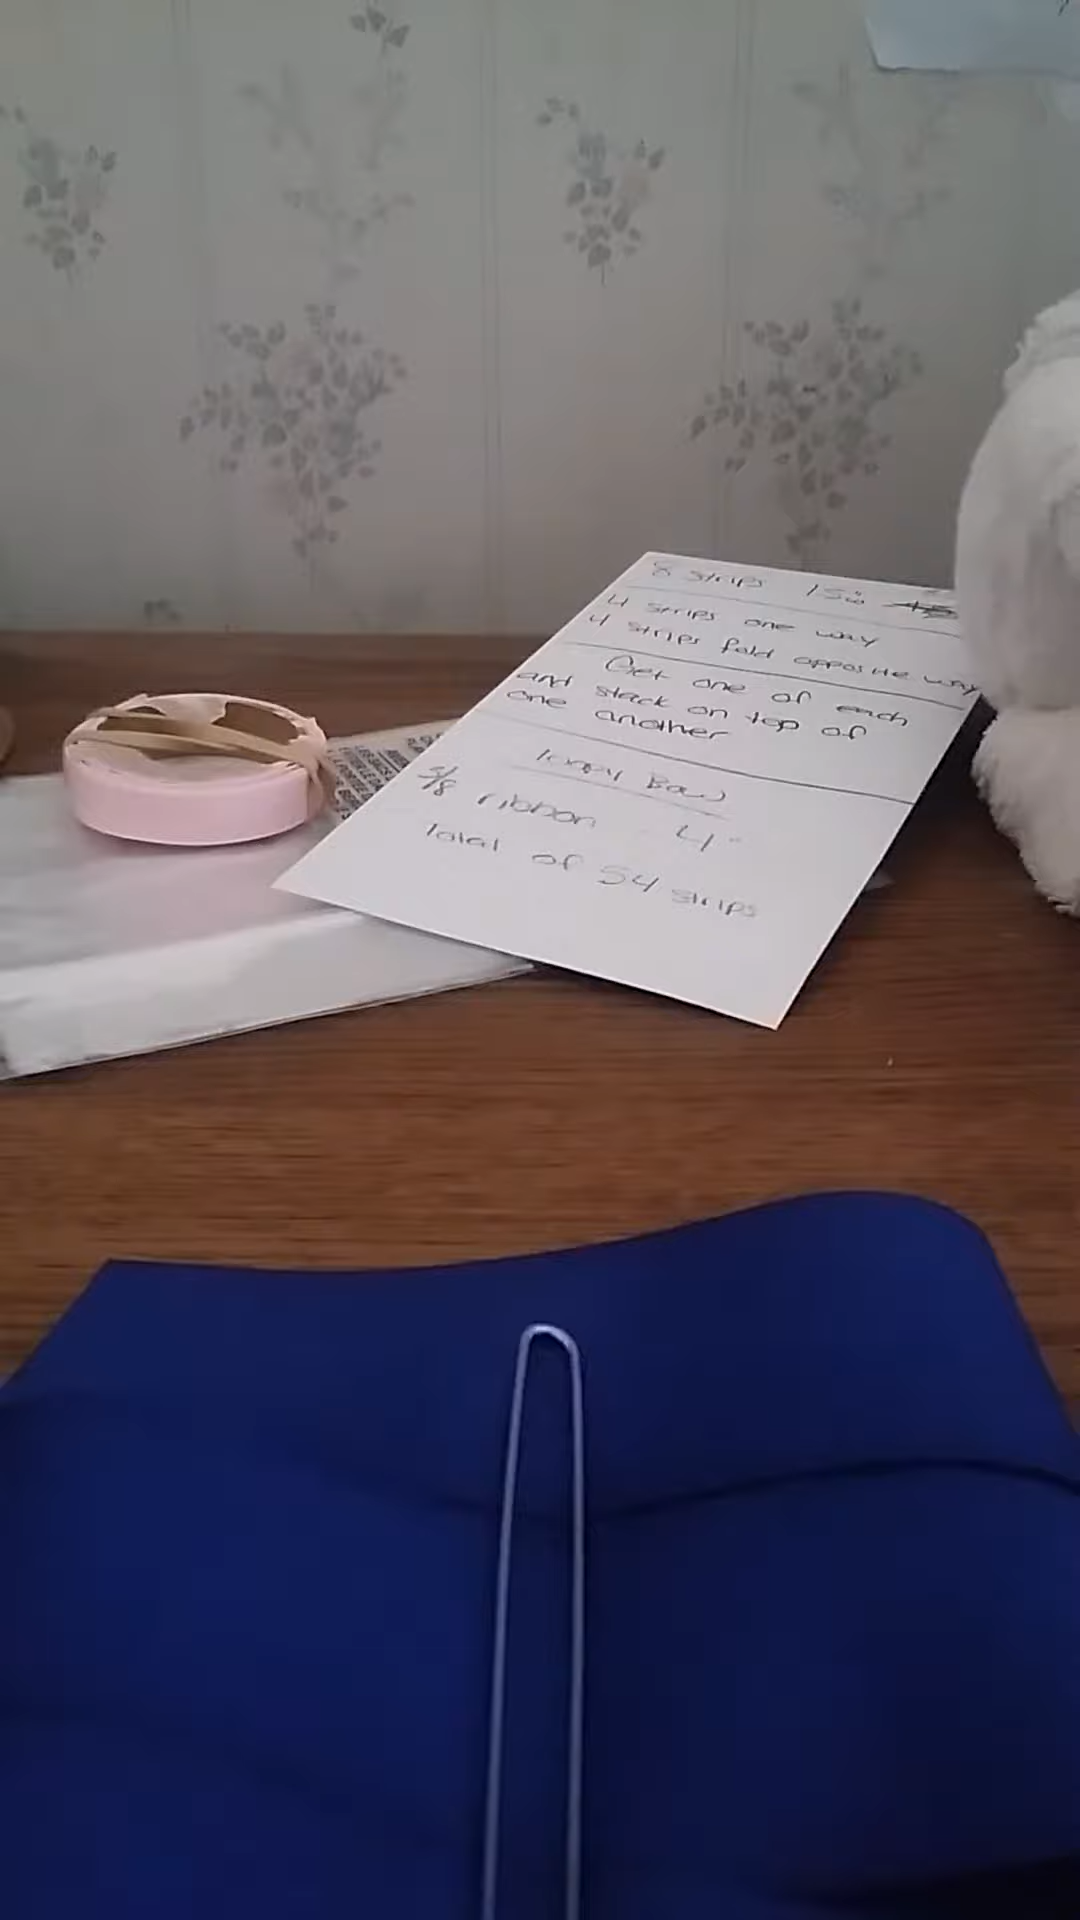 8 strips 15in
4 strips one way
4 strips fold opposite way
Get one of each
and stack on top of
one another
Loopy Bow
5/8 ribbon 4"
Total of 54 strips